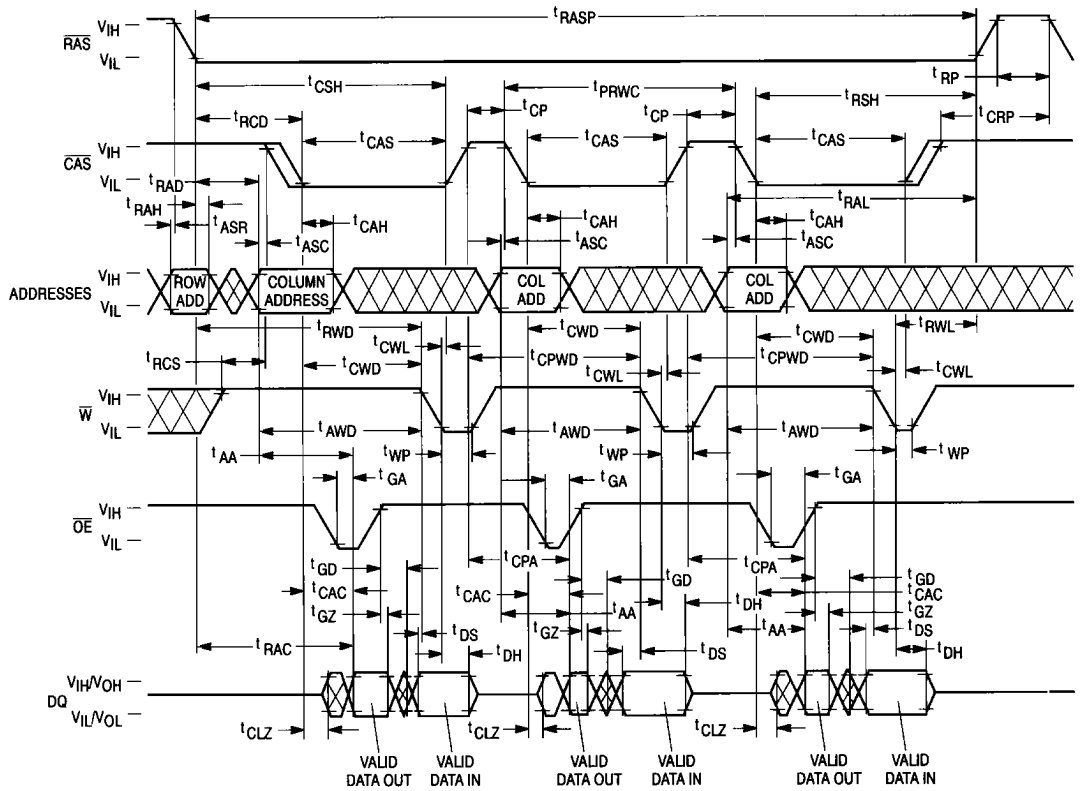 tRASP
VIH
RAS
VIL
tRP
tCSH
tPRWC
tRSH
tCP
tCP
tCRP
tRCD
tCAS
tCAS
tCAS
VIH
CAS
VIL
tRAD
tRAL
tRAH
tASR
tCAH
tCAH
tCAH
tASC
tASC
tASC
ADDRESSES
VIH
VIL
ROW ADD
COLUMN ADDRESS
COL ADD
COL ADD
tRWD
tCWD
tCWD
tRWL
tRCS
tCWL
tCPWD
tCPWD
tCWD
tCWL
tCWL
VIH
W
VIL
tAWD
tAWD
tAWD
tAA
tWP
tWP
tWP
tGA
tGA
tGA
VIH
OE
VIL
tCPA
tCPA
tGD
tGD
tGD
tCAC
tCAC
tCAC
tGZ
tAA
tDH
tGZ
tRAC
tDS
tGZ
tAA
tDS
tDH
tDS
tDH
VIH/VOH
DQ
VIL/VOL
tCLZ
tCLZ
tCLZ
VALID DATA OUT
VALID DATA IN
VALID DATA OUT
VALID DATA IN
VALID DATA OUT
VALID DATA IN